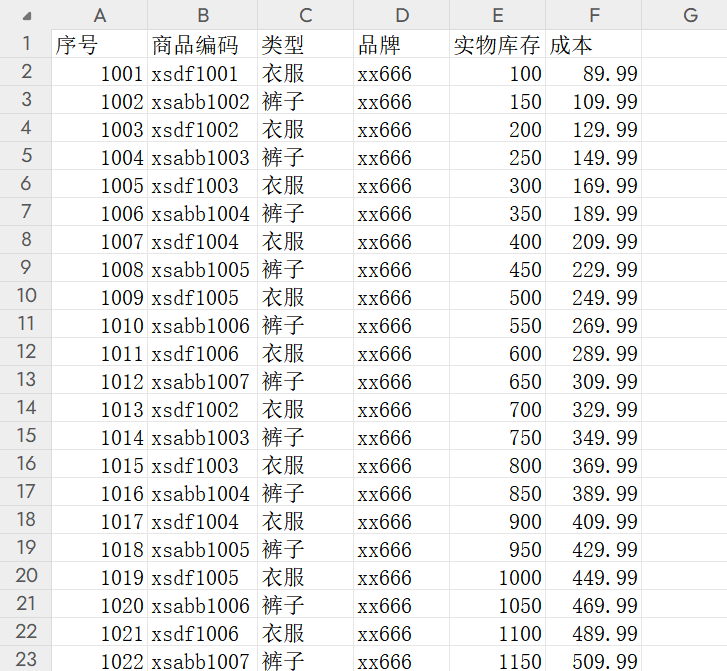 A B C D E F G
1 序号 商品编码 类型 品牌 实物库存 成本
2 1001 xsdf1001 衣服 xx666 100 89.99
3 1002 xsabb1002 裤子 xx666 150 109.99
4 1003 xsdf1002 衣服 xx666 200 129.99
5 1004 xsabb1003 裤子 xx666 250 149.99
6 1005 xsdf1003 衣服 xx666 300 169.99
7 1006 xsabb1004 裤子 xx666 350 189.99
8 1007 xsdf1004 衣服 xx666 400 209.99
9 1008 xsabb1005 裤子 xx666 450 229.99
10 1009 xsdf1005 衣服 xx666 500 249.99
11 1010 xsabb1006 裤子 xx666 550 269.99
12 1011 xsdf1006 衣服 xx666 600 289.99
13 1012 xsabb1007 裤子 xx666 650 309.99
14 1013 xsdf1002 衣服 xx666 700 329.99
15 1014 xsabb1003 裤子 xx666 750 349.99
16 1015 xsdf1003 衣服 xx666 800 369.99
17 1016 xsabb1004 裤子 xx666 850 389.99
18 1017 xsdf1004 衣服 xx666 900 409.99
19 1018 xsabb1005 裤子 xx666 950 429.99
20 1019 xsdf1005 衣服 xx666 1000 449.99
21 1020 xsabb1006 裤子 xx666 1050 469.99
22 1021 xsdf1006 衣服 xx666 1100 489.99
23 1022 xsabb1007 裤子 xx666 1150 509.99